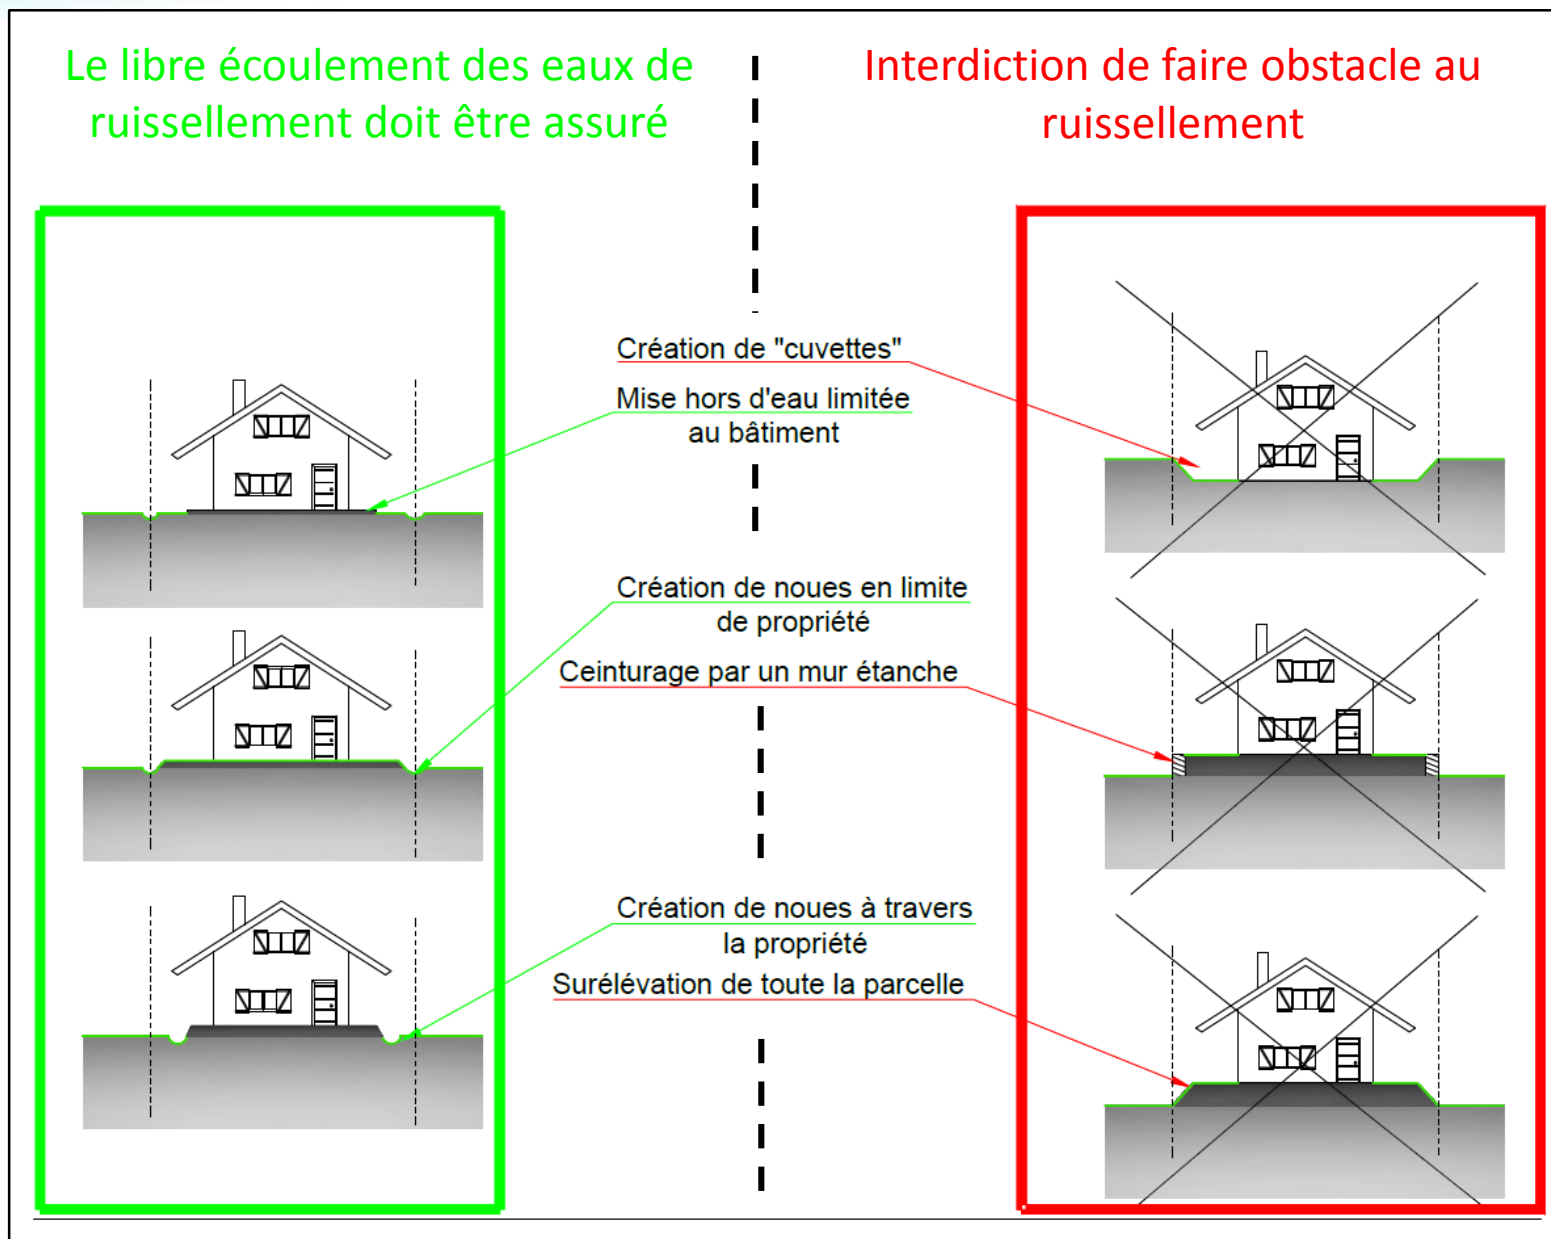 Le libre écoulement des eaux de
ruissellement doit être assuré
Interdiction de faire obstacle au
ruissellement
Création de "cuvettes"
Mise hors d'eau limitée
au bâtiment
Création de noues en limite
de propriété
Ceinturage par un mur étanche
Création de noues à travers
la propriété
Surélévation de toute la parcelle